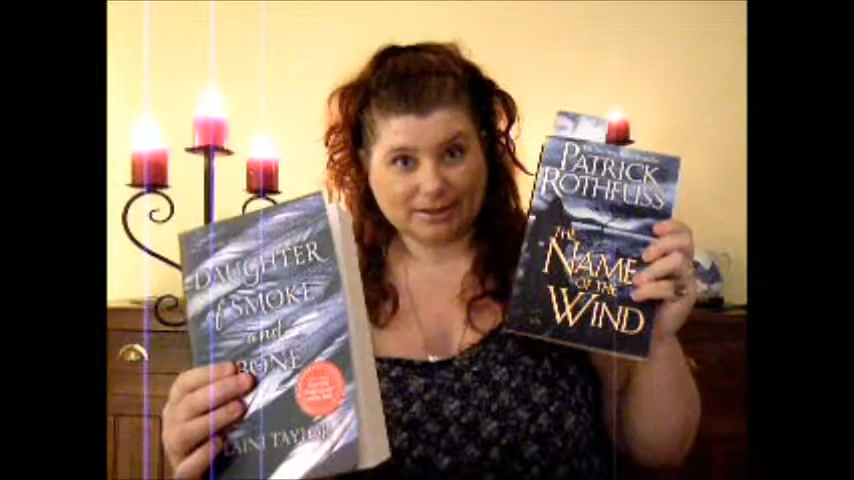 DAUGHTER
of SMOKE
and
BONE
LAINI TAYLOR
PATRICK
ROTHFUSS
THE
NAME
OF THE
WIND